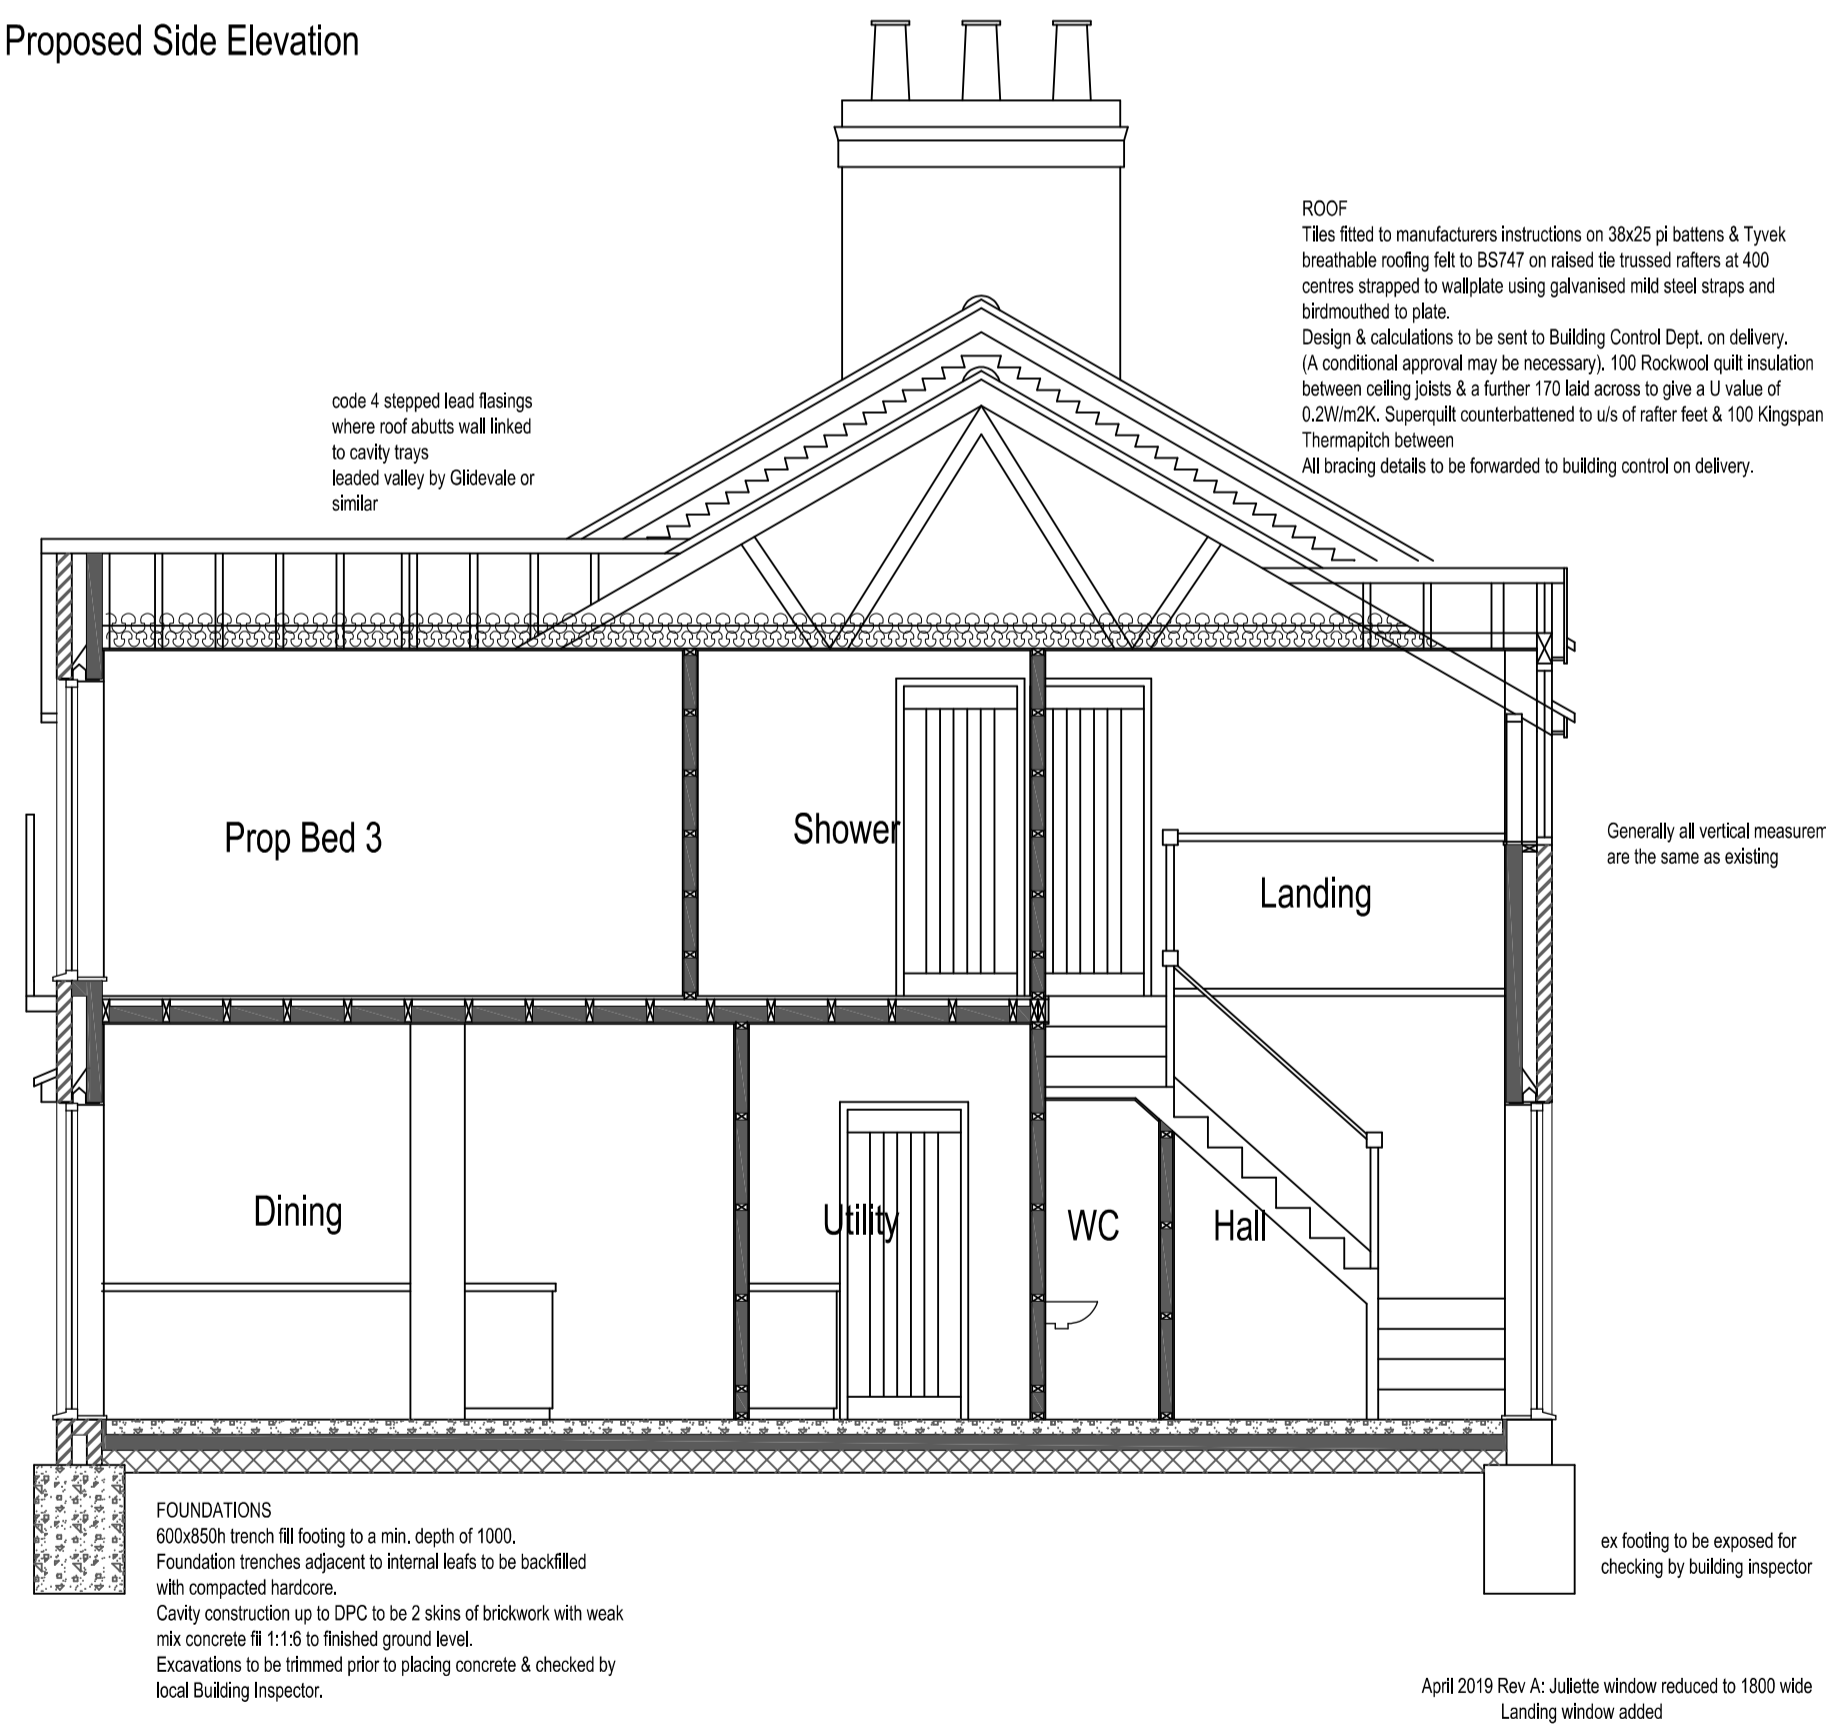 Proposed Side Elevation
ROOF
Tiles fitted to manufacturers instructions on 38x25 pi battens & Tyvek
breathable roofing felt to BS747 on raised tie trussed rafters at 400
centres strapped to wallplate using galvanised mild steel straps and
birdmouthed to plate.
Design & calculations to be sent to Building Control Dept. on delivery.
(A conditional approval may be necessary). 100 Rockwool quilt insulation
between ceiling joists & a further 170 laid across to give a U value of
0.2W/m2K. Superquilt counterbattened to u/s of rafter feet & 100 Kingspan
Thermapitch between
All bracing details to be forwarded to building control on delivery.
code 4 stepped lead flasings
where roof abutts wall linked
to cavity trays
leaded valley by Glidevale or
similar
Prop Bed 3
Shower
Landing
Generally all vertical measurem
are the same as existing
Dining
Utility
WC
Hall
FOUNDATIONS
600x850h trench fill footing to a min. depth of 1000.
Foundation trenches adjacent to internal leafs to be backfilled
with compacted hardcore.
Cavity construction up to DPC to be 2 skins of brickwork with weak
mix concrete fil 1:1:6 to finished ground level.
Excavations to be trimmed prior to placing concrete & checked by
local Building Inspector.
ex footing to be exposed for
checking by building inspector
April 2019 Rev A: Juliette window reduced to 1800 wide
Landing window added